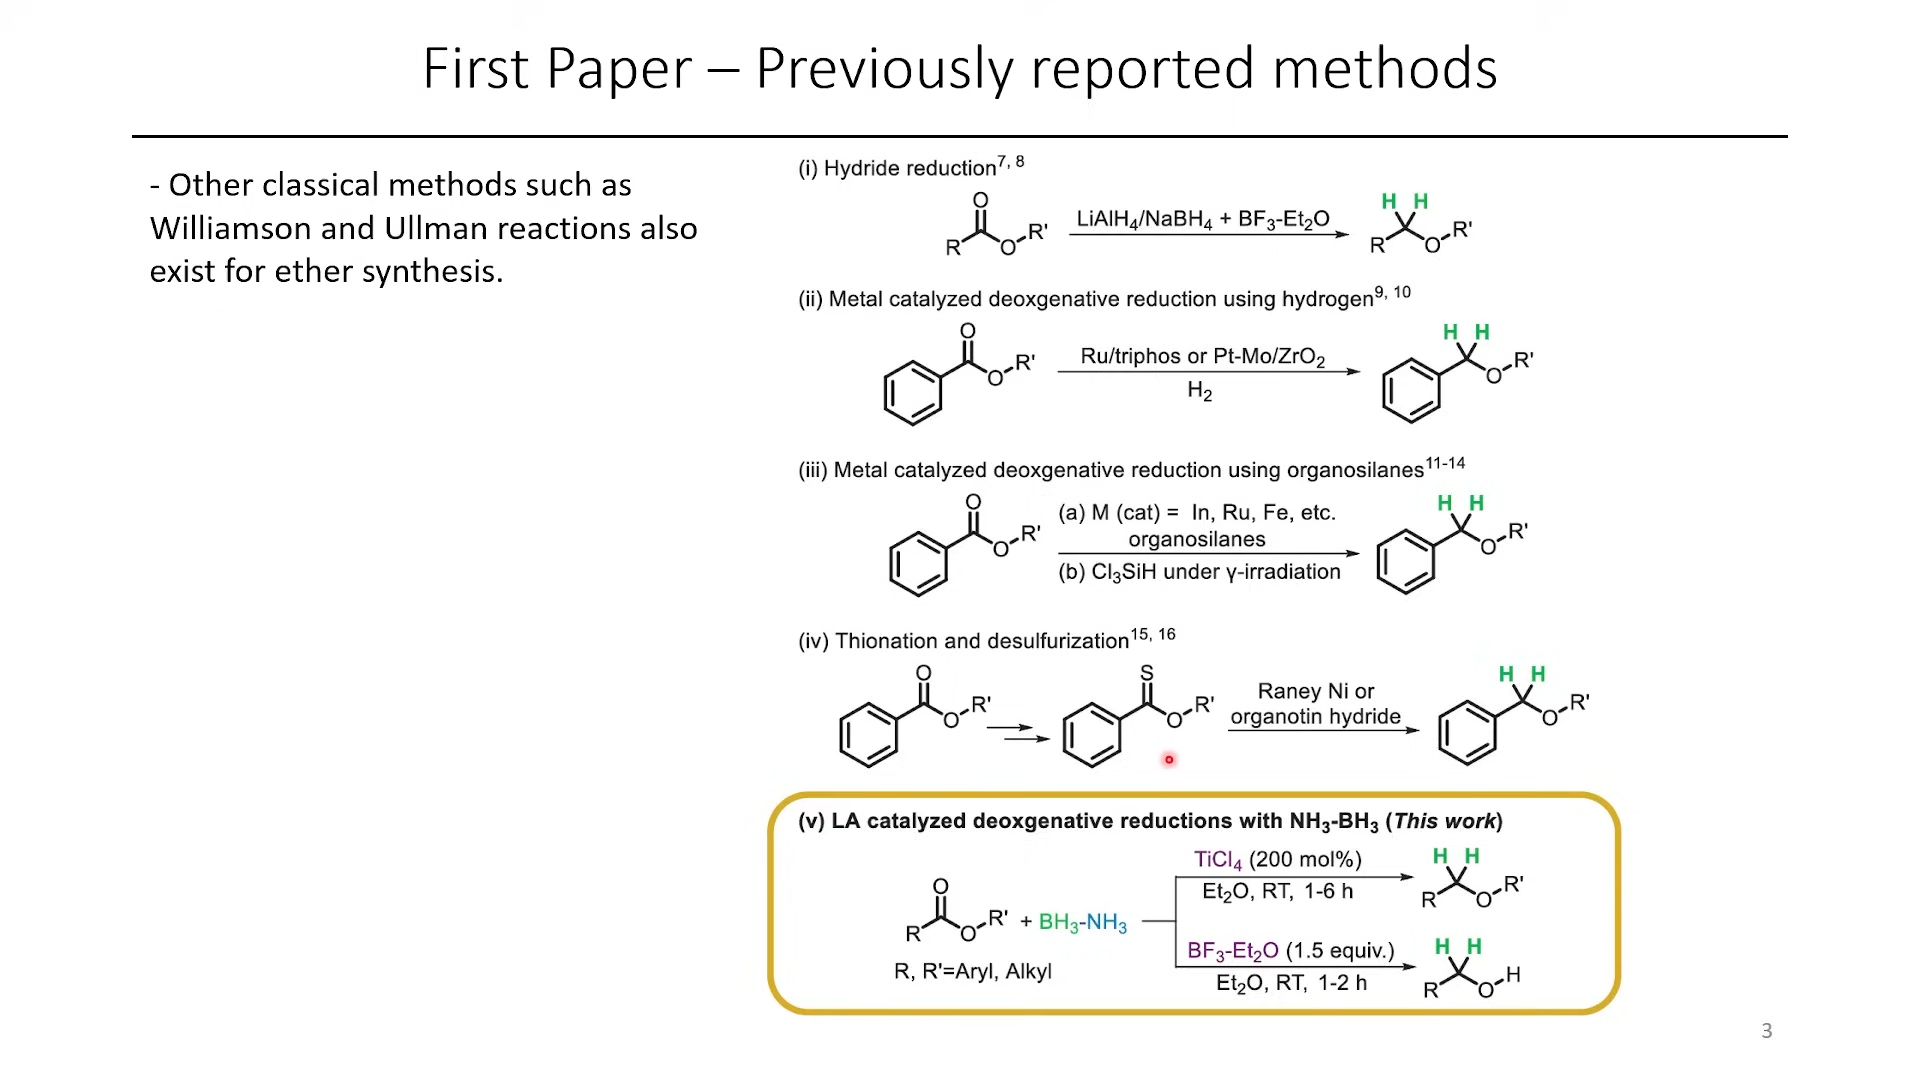 First Paper – Previously reported methods
- Other classical methods such as
Williamson and Ullman reactions also
exist for ether synthesis.
(i) Hydride reduction7, 8
O
R O R'
LiAlH4/NaBH4 + BF3-Et2O
H H
R O R'
(ii) Metal catalyzed deoxgenative reduction using hydrogen9, 10
O
O R'
Ru/triphos or Pt-Mo/ZrO2
H2
H H
O R'
(iii) Metal catalyzed deoxgenative reduction using organosilanes11-14
O
O R'
(a) M (cat) = In, Ru, Fe, etc.
organosilanes
(b) Cl3SiH under γ-irradiation
H H
O R'
(iv) Thionation and desulfurization15, 16
O
O R'
S
O R'
Raney Ni or
organotin hydride
H H
O R'
(v) LA catalyzed deoxgenative reductions with NH3-BH3 (This work)
O
R O R' + BH3-NH3
R, R'=Aryl, Alkyl
TiCl4 (200 mol%)
Et2O, RT, 1-6 h
H H
R O R'
BF3-Et2O (1.5 equiv.)
Et2O, RT, 1-2 h
H H
R O H
3